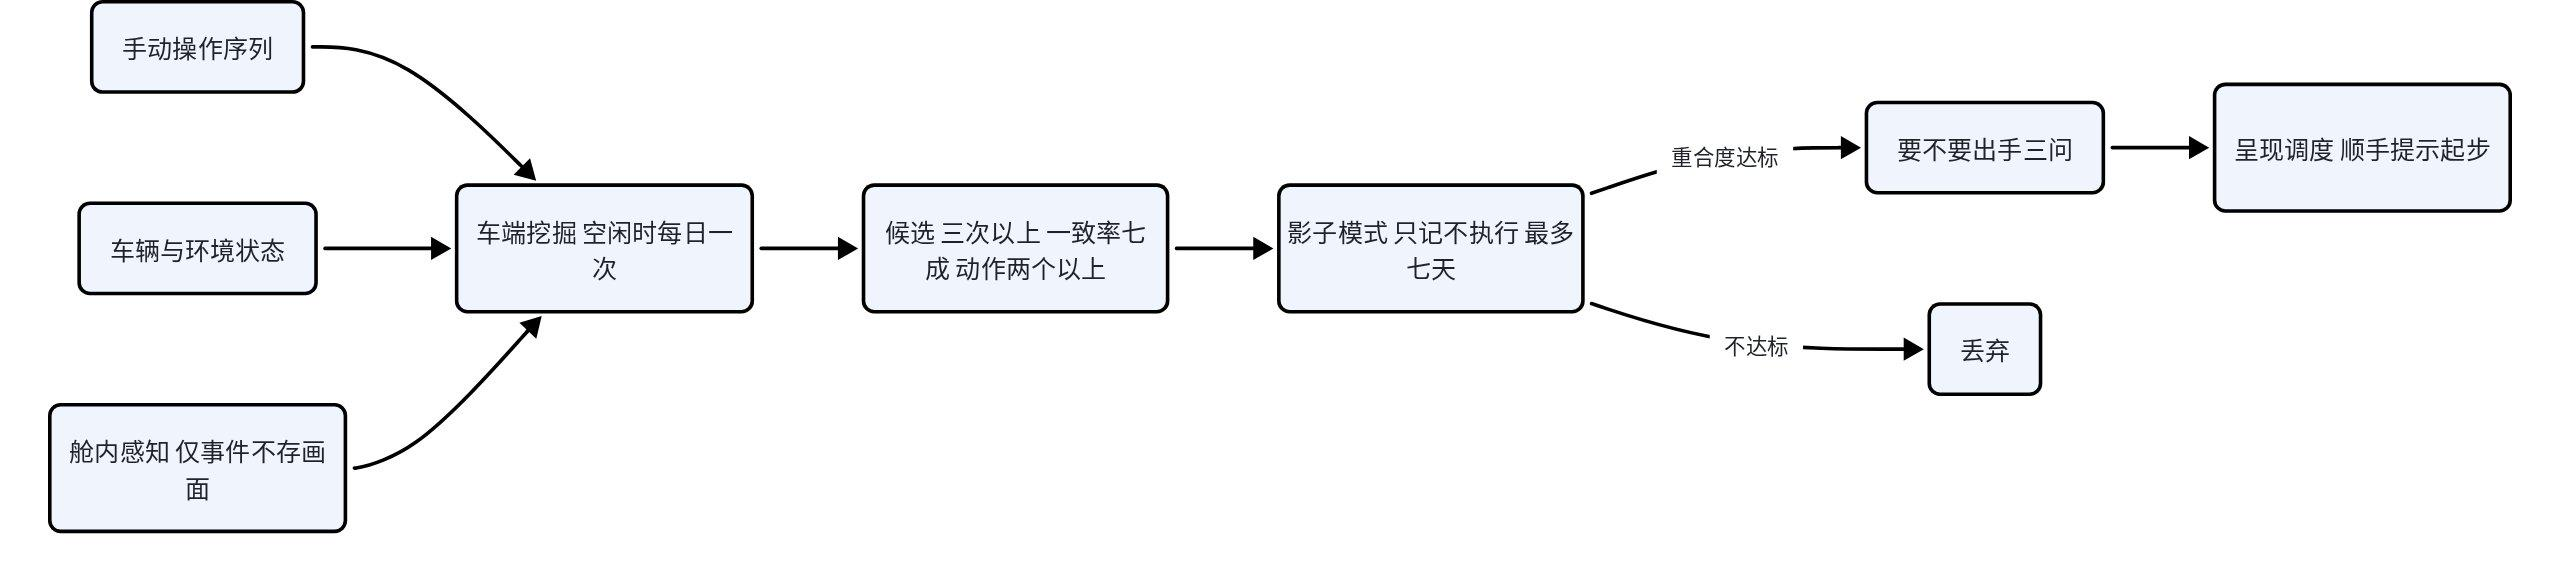 手动操作序列
车辆与环境状态
舱内感知 仅事件不存画
面
车端挖掘 空闲时每日一
次
候选 三次以上 一致率七
成 动作两个以上
影子模式 只记不执行 最多
七天
重合度达标
不达标
要不要出手三问
丢弃
呈现调度 顺手提示起步